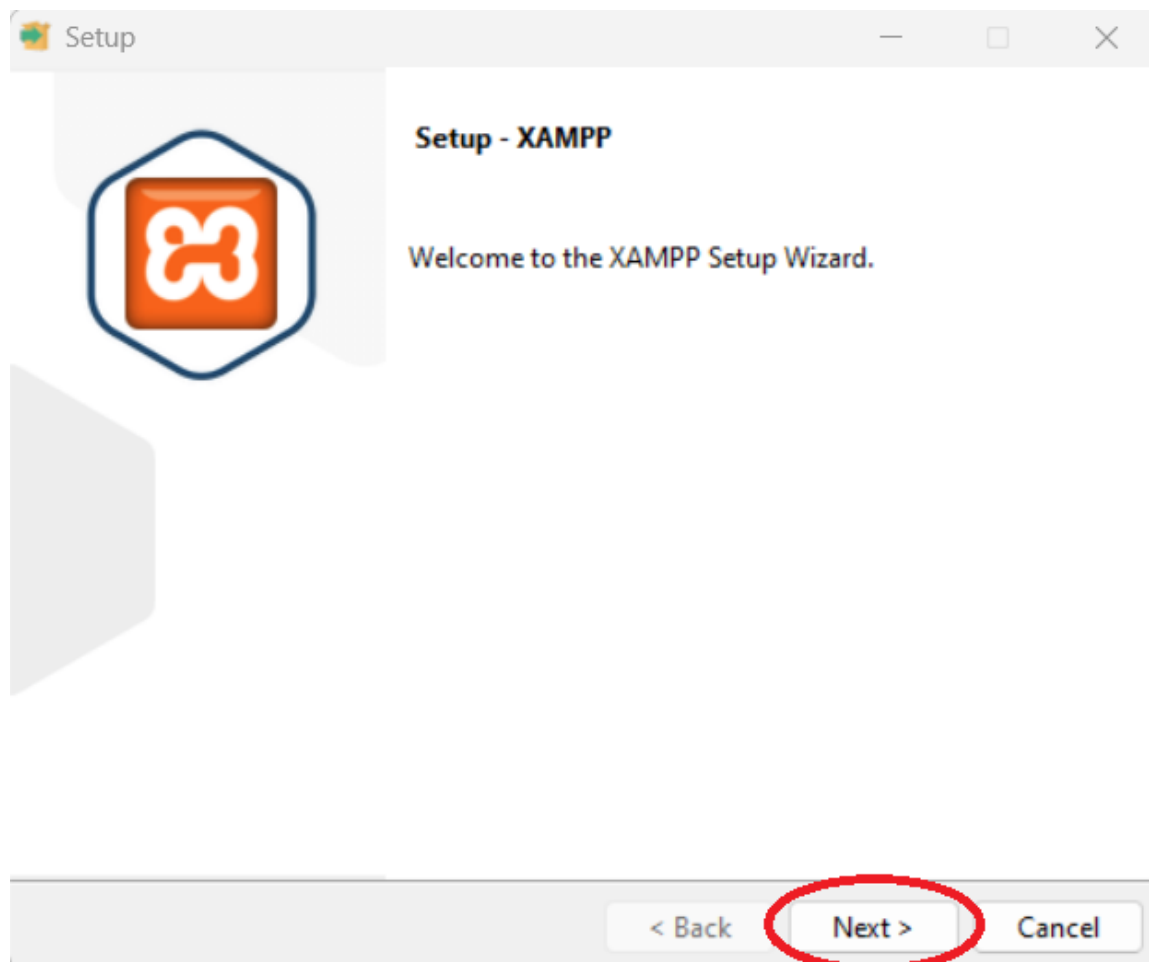 Setup
Setup - XAMPP
Welcome to the XAMPP Setup Wizard.
< Back
Next >
Cancel